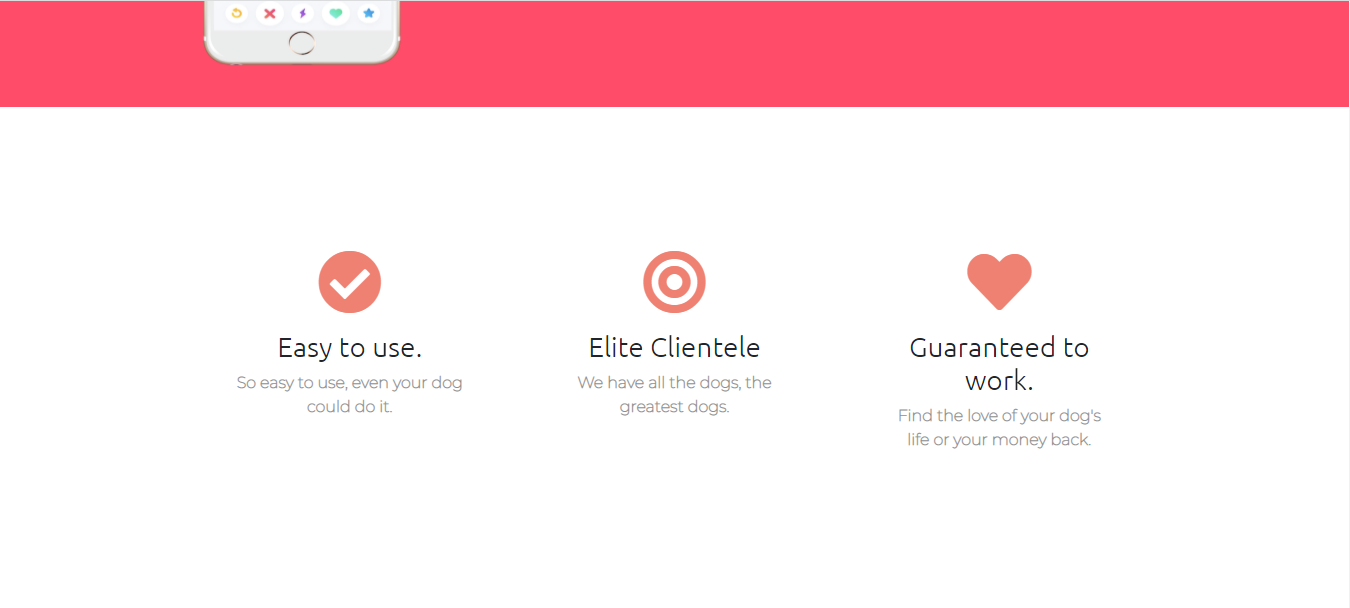 Easy to use.
So easy to use, even your dog
could do it.
Elite Clientele
We have all the dogs, the
greatest dogs.
Guaranteed to
work.
Find the love of your dog's
life or your money back.